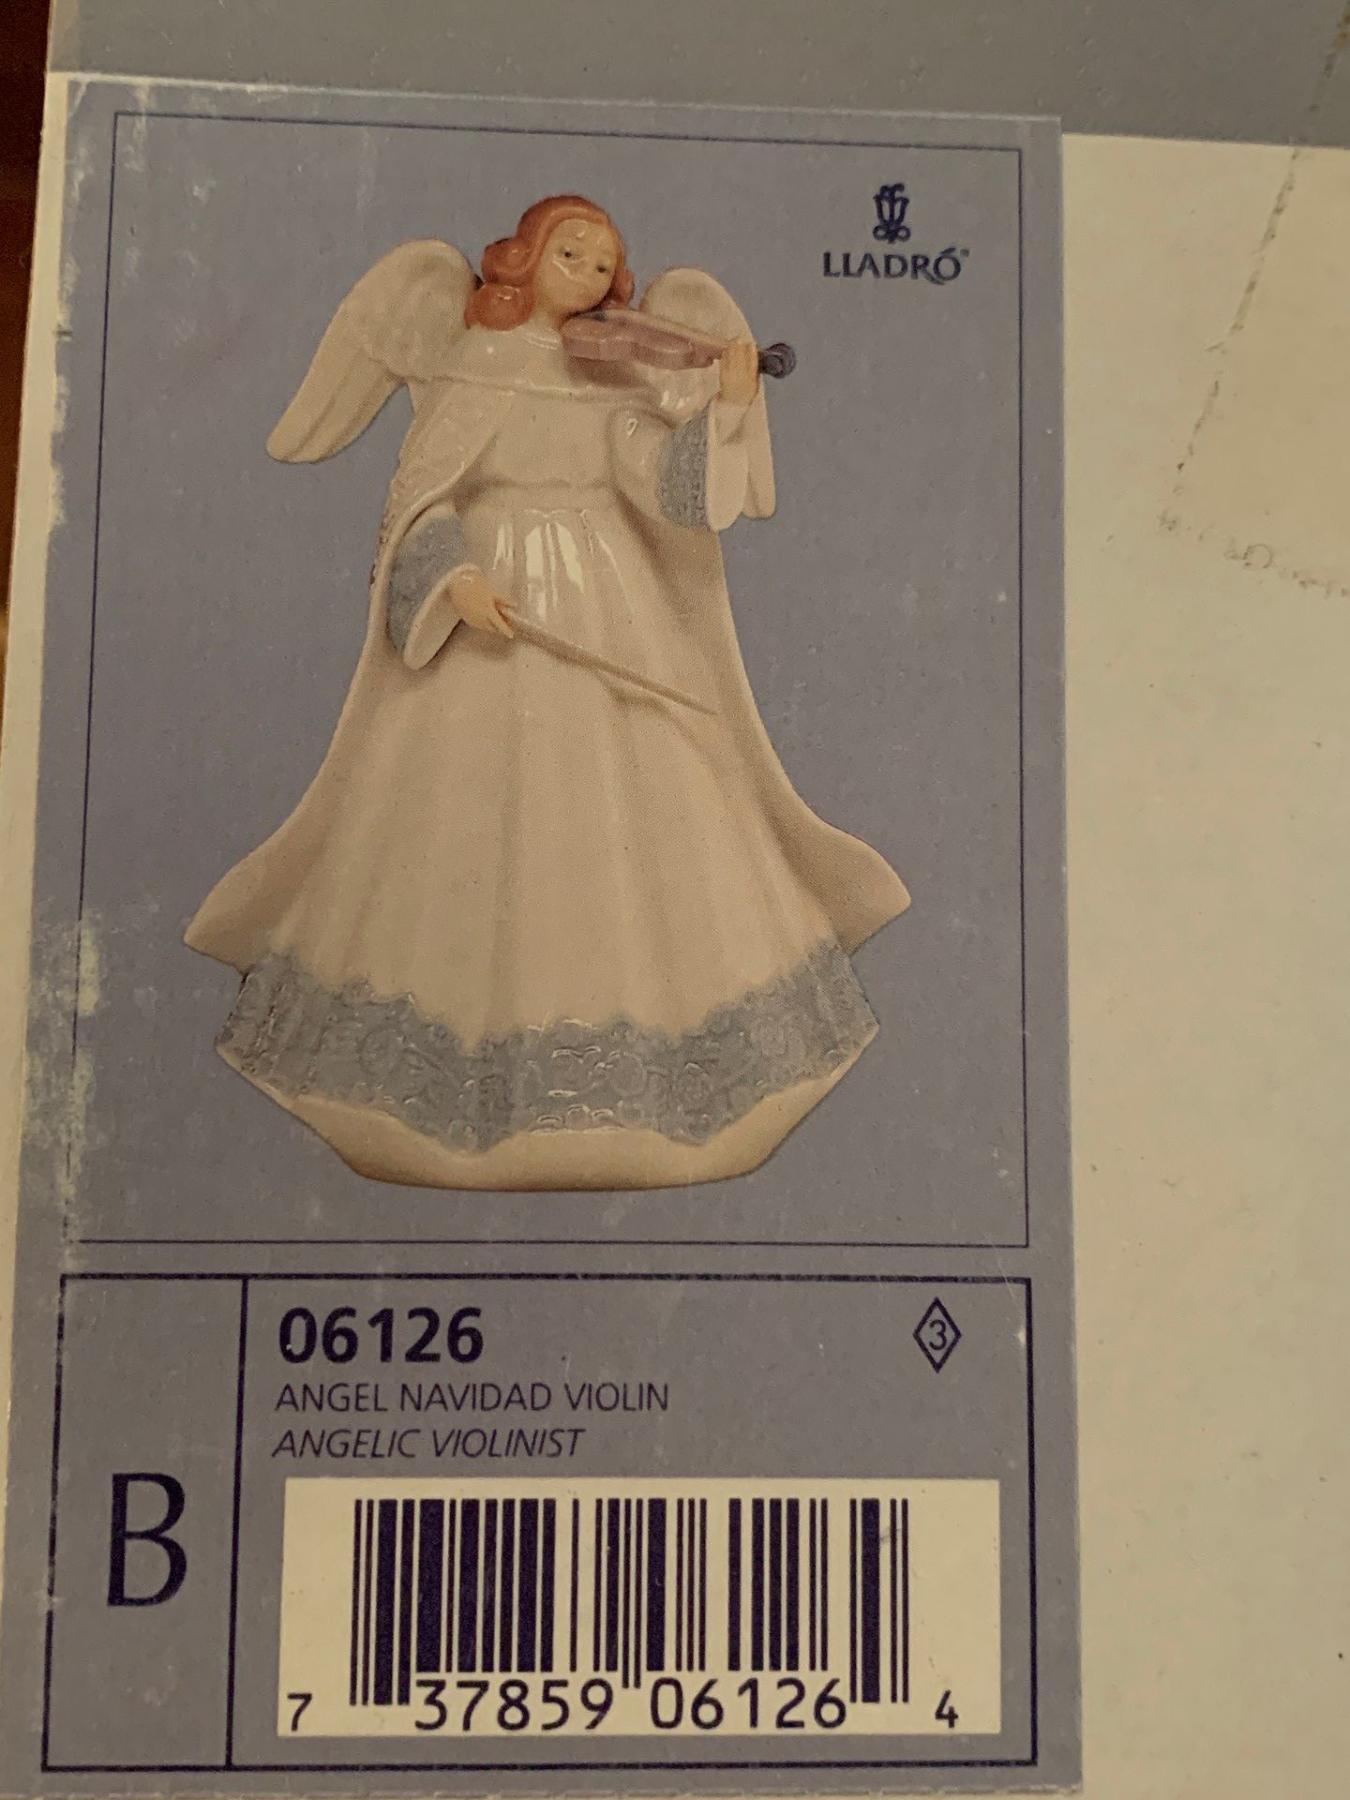 LLADRÓ®
06126
3
ANGEL NAVIDAD VIOLIN
ANGELIC VIOLINIST
B
7 37859 06126 4